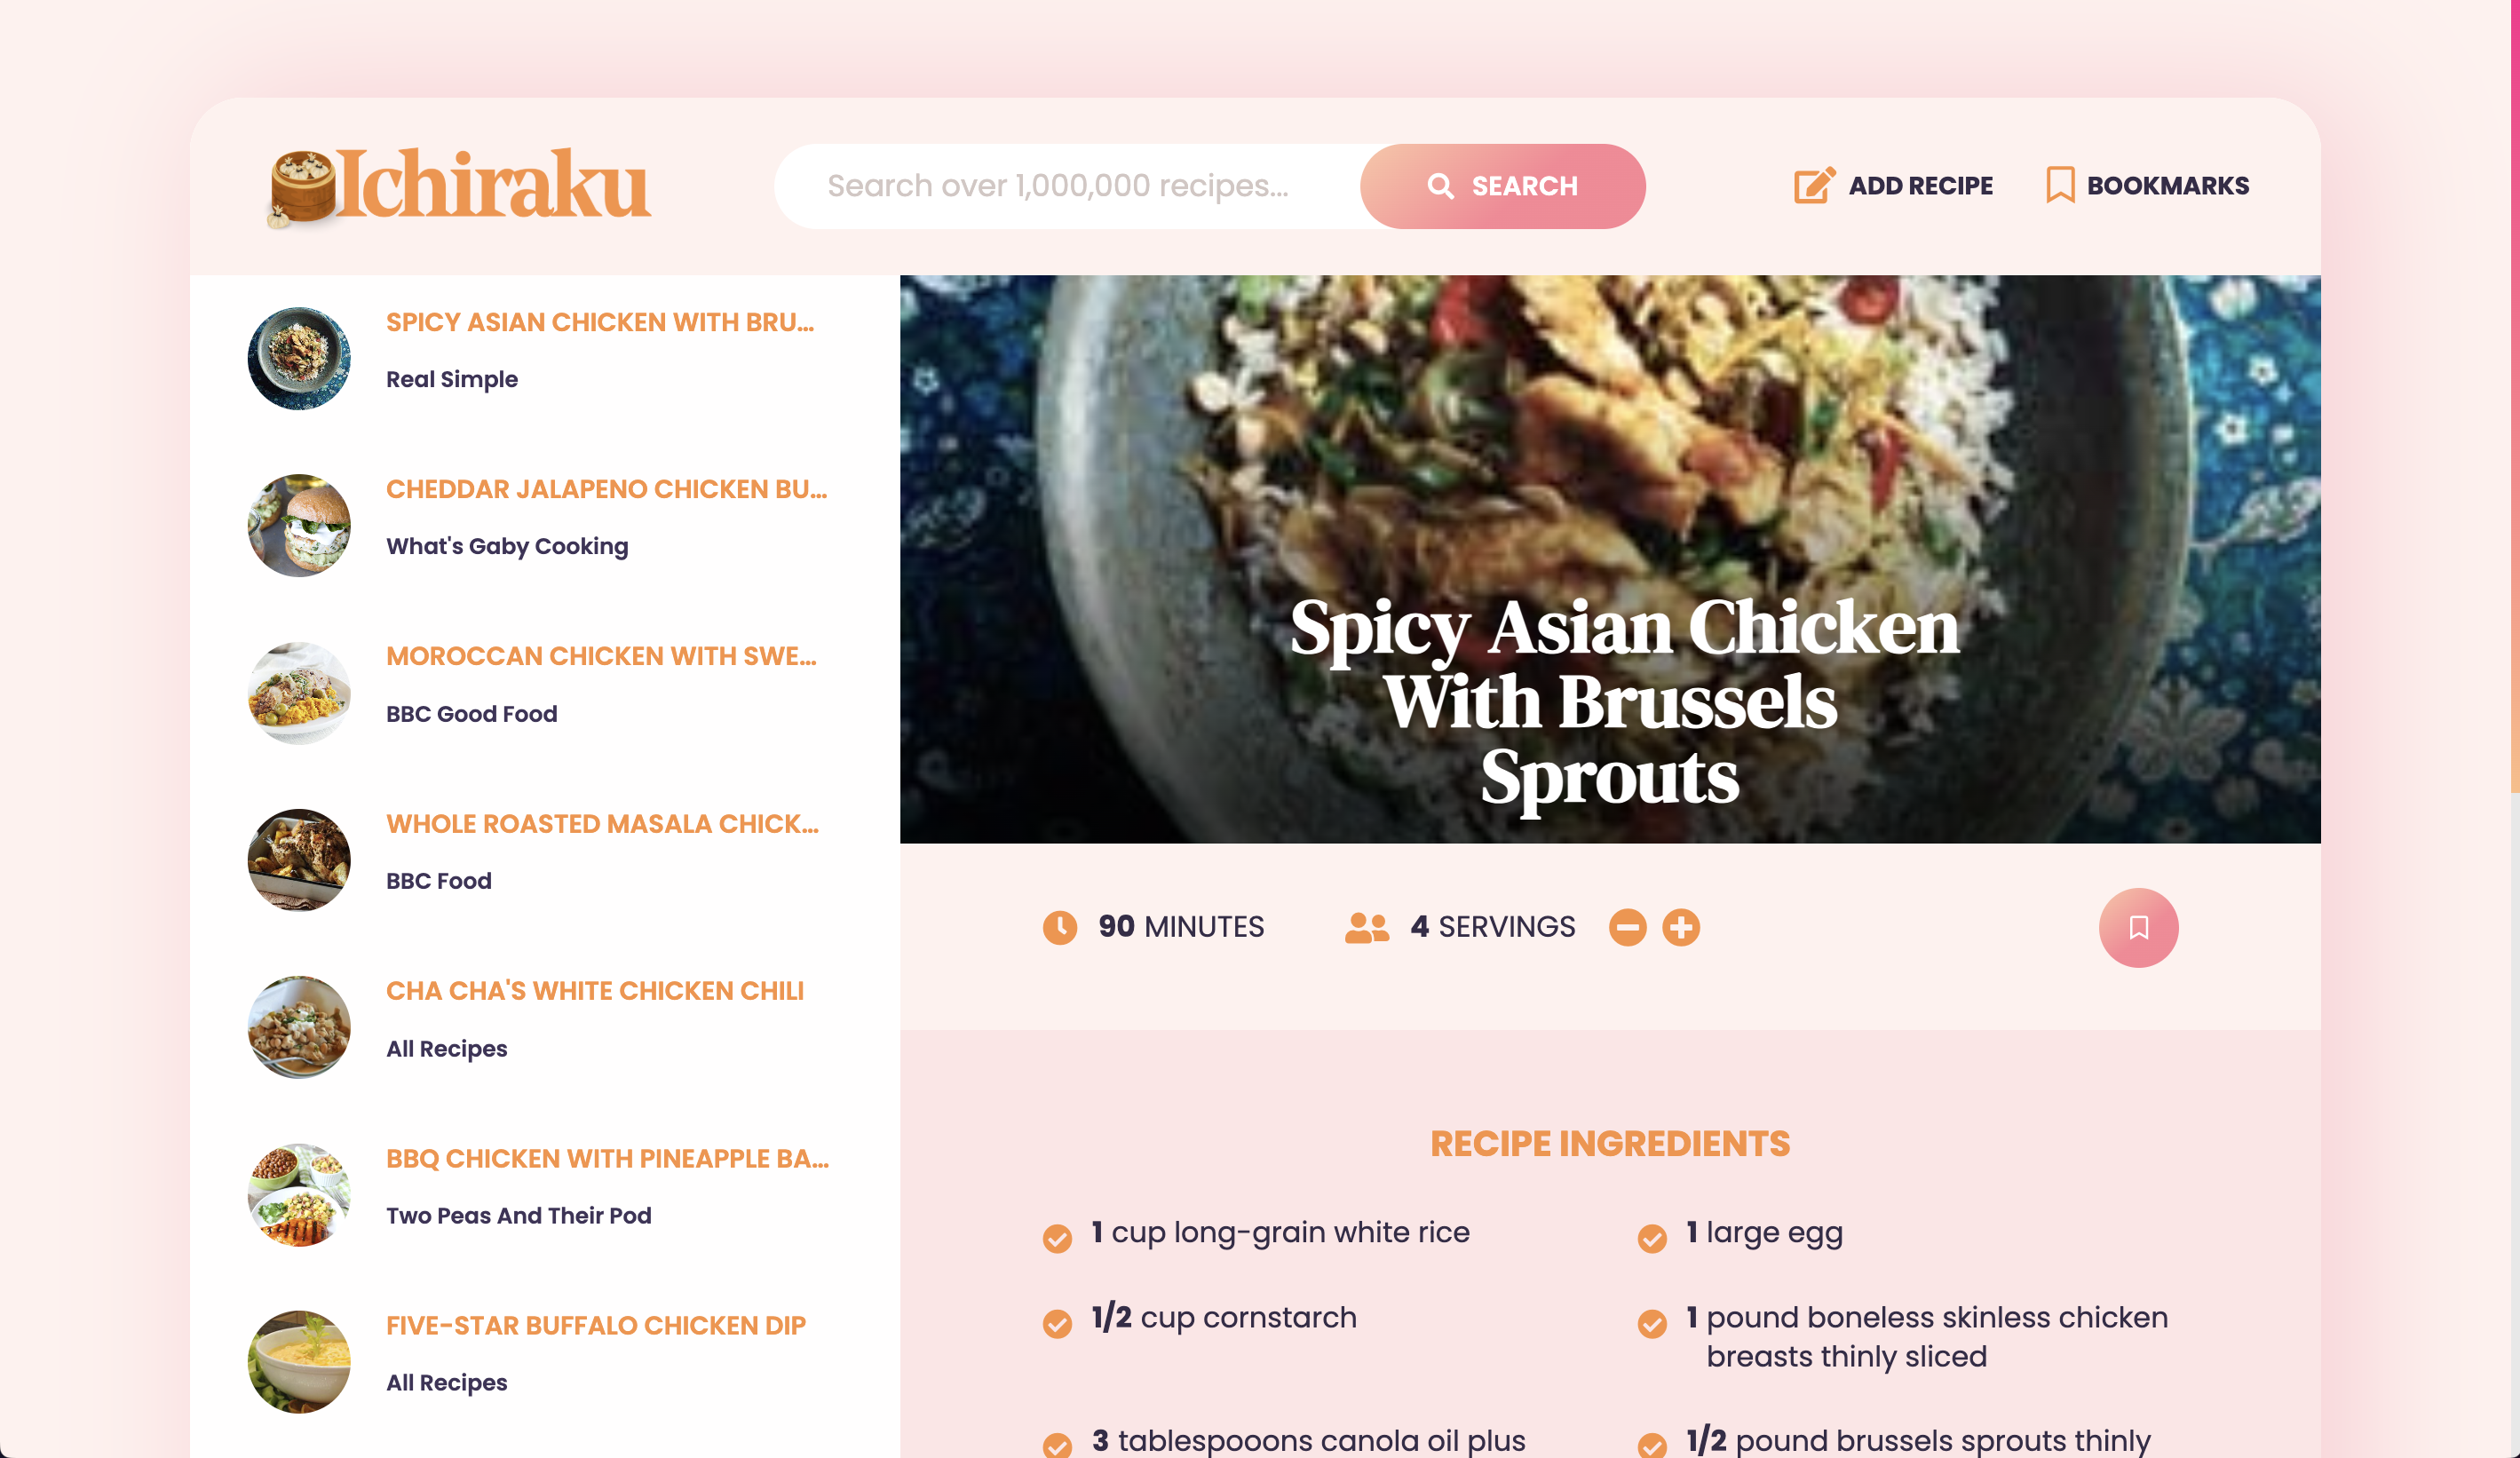 Ichiraku
Search over 1,000,000 recipes...
SEARCH
ADD RECIPE
BOOKMARKS
SPICY ASIAN CHICKEN WITH BRU...
Real Simple
CHEDDAR JALAPENO CHICKEN BU...
What's Gaby Cooking
MOROCCAN CHICKEN WITH SWE...
BBC Good Food
WHOLE ROASTED MASALA CHICK...
BBC Food
CHA CHA'S WHITE CHICKEN CHILI
All Recipes
BBQ CHICKEN WITH PINEAPPLE BA...
Two Peas And Their Pod
FIVE-STAR BUFFALO CHICKEN DIP
All Recipes
Spicy Asian Chicken
With Brussels
Sprouts
90 MINUTES
4 SERVINGS
RECIPE INGREDIENTS
1 cup long-grain white rice
1 large egg
1/2 cup cornstarch
1 pound boneless skinless chicken
breasts thinly sliced
3 tablespooons canola oil plus
1/2 pound brussels sprouts thinly